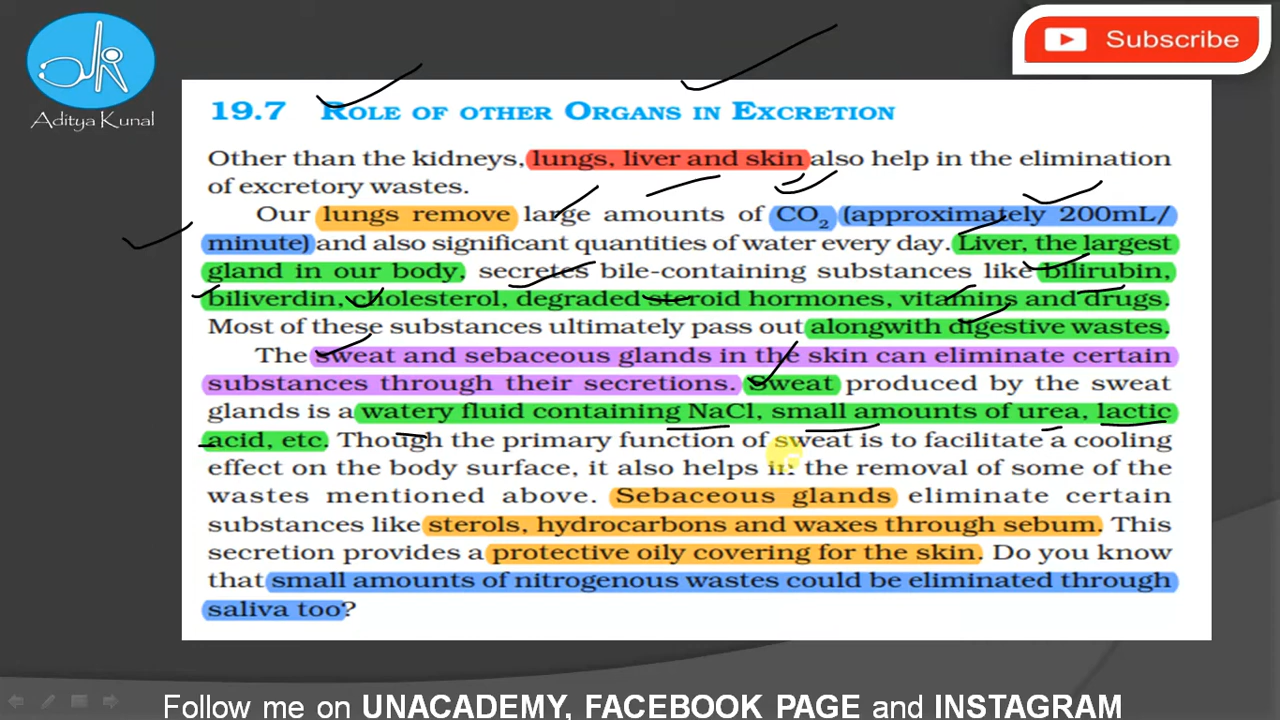 Subscribe
Aditya Kunal
19.7 ROLE OF OTHER ORGANS IN EXCRETION
Other than the kidneys, lungs, liver and skin also help in the elimination
of excretory wastes.
Our lungs remove large amounts of CO₂ (approximately 200mL/
minute) and also significant quantities of water every day. Liver, the largest
gland in our body, secretes bile-containing substances like bilirubin,
biliverdin, cholesterol, degraded steroid hormones, vitamins and drugs.
Most of these substances ultimately pass out alongwith digestive wastes.
The sweat and sebaceous glands in the skin can eliminate certain
substances through their secretions. Sweat produced by the sweat
glands is a watery fluid containing NaCl, small amounts of urea, lactic
acid, etc. Though the primary function of sweat is to facilitate a cooling
effect on the body surface, it also helps in the removal of some of the
wastes mentioned above. Sebaceous glands eliminate certain
substances like sterols, hydrocarbons and waxes through sebum. This
secretion provides a protective oily covering for the skin. Do you know
that small amounts of nitrogenous wastes could be eliminated through
saliva too?
Follow me on UNACADEMY, FACEBOOK PAGE and INSTAGRAM